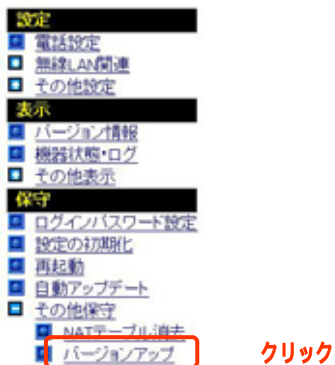 設定
電話設定
無線LAN関連
その他設定
表示
バージョン情報
機器状態・ログ
その他表示
保守
ログインパスワード設定
設定の初期化
再起動
自動アップデート
その他保守
NATテーブル消去
バージョンアップ
クリック